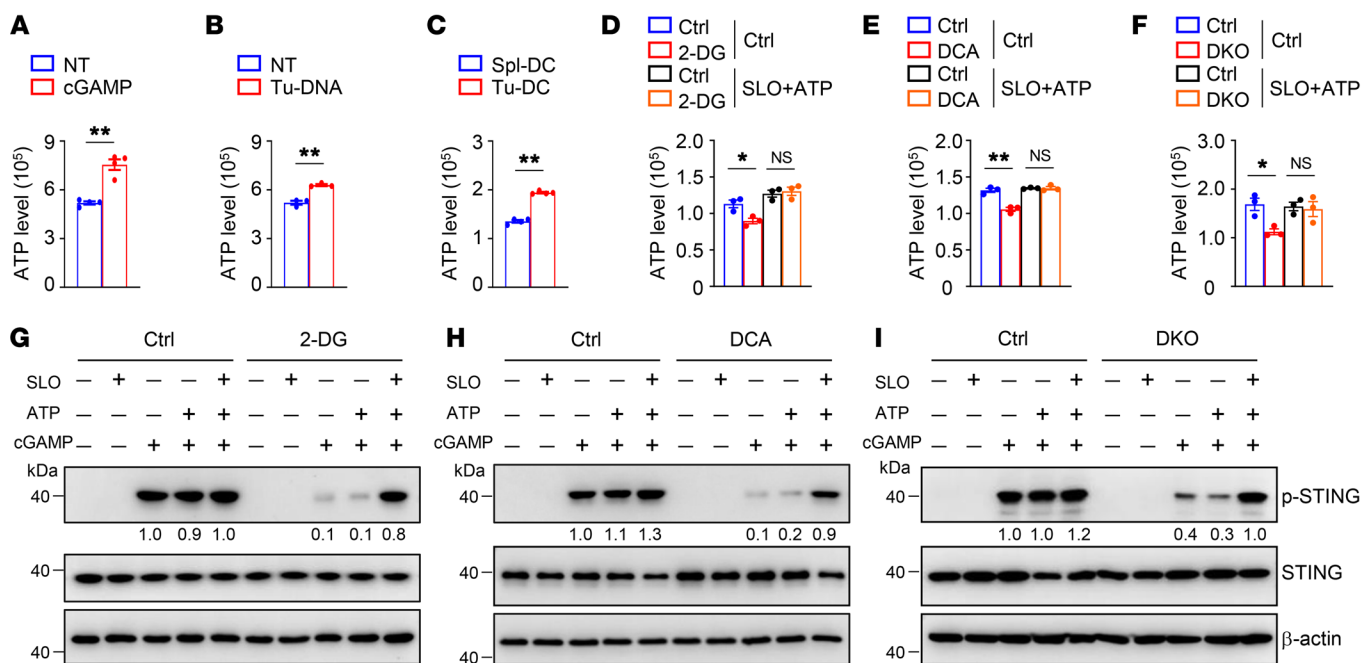 A
NT
cGAMP
ATP level (10⁵)
9
6
3
0
**
B
NT
Tu-DNA
ATP level (10⁵)
9
6
3
0
**
C
Spl-DC
Tu-DC
ATP level (10⁵)
3
2
1
0
**
D
Ctrl
2-DG
Ctrl
Ctrl
2-DG
SLO+ATP
ATP level (10⁵)
2.0
1.5
1.0
0.5
0
* NS
E
Ctrl
DCA
Ctrl
Ctrl
DCA
SLO+ATP
ATP level (10⁵)
2.0
1.5
1.0
0.5
0
** NS
F
Ctrl
DKO
Ctrl
Ctrl
DKO
SLO+ATP
ATP level (10⁵)
3.0
2.0
1.0
0
* NS
G
Ctrl 2-DG
SLO — + — — + — + — — +
ATP — — — + + — — — + +
cGAMP — — + + + — — + + +
kDa
40
1.0 0.9 1.0 0.1 0.1 0.8
40
40
H
Ctrl DCA
SLO — + — — + — + — — +
ATP — — — + + — — — + +
cGAMP — — + + + — — + + +
kDa
40
1.0 1.1 1.3 0.1 0.2 0.9
40
40
I
Ctrl DKO
SLO — + — — + — + — — +
ATP — — — + + — — — + +
cGAMP — — + + + — — + + +
kDa
40 p-STING
1.0 1.0 1.2 0.4 0.3 1.0
40 STING
40 β-actin